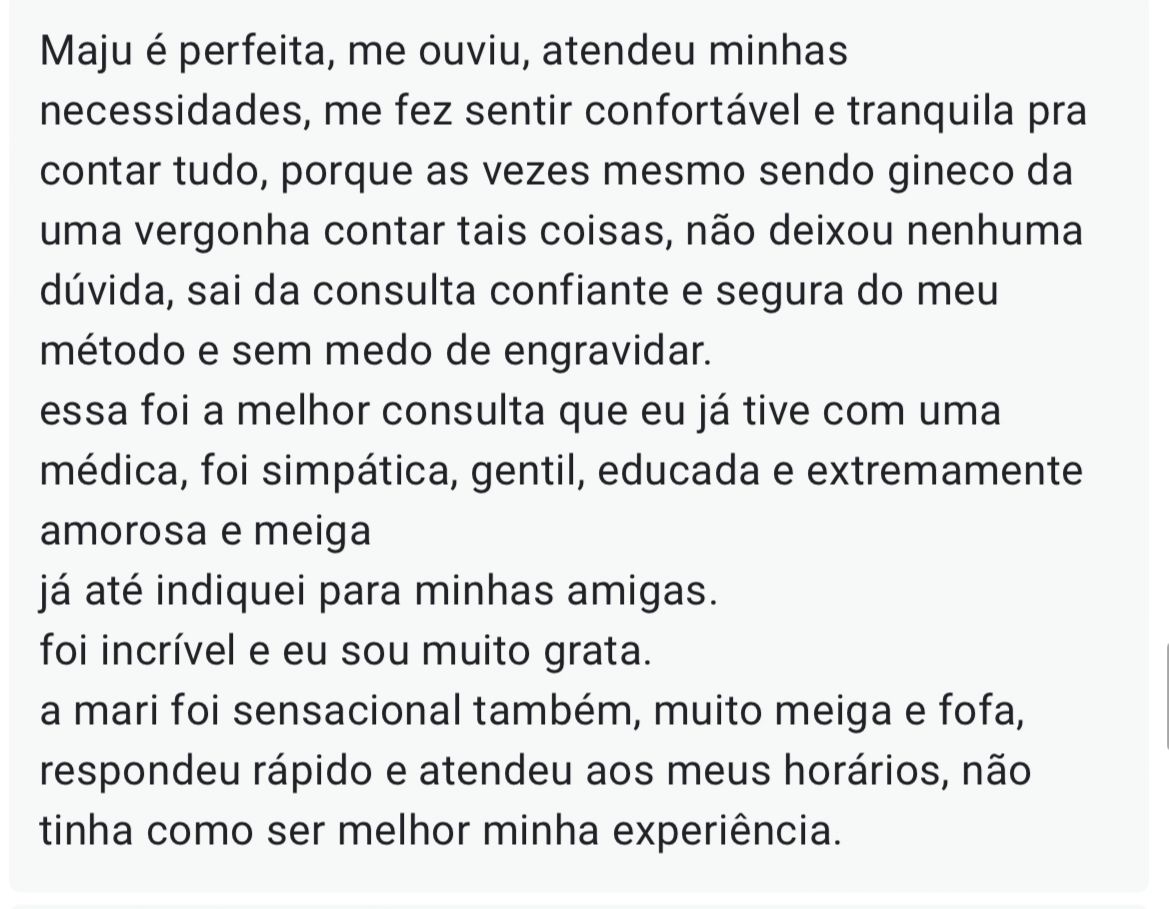 Maju é perfeita, me ouviu, atendeu minhas
necessidades, me fez sentir confortável e tranquila pra
contar tudo, porque as vezes mesmo sendo gineco da
uma vergonha contar tais coisas, não deixou nenhuma
dúvida, sai da consulta confiante e segura do meu
método e sem medo de engravidar.
essa foi a melhor consulta que eu já tive com uma
médica, foi simpática, gentil, educada e extremamente
amorosa e meiga
já até indiquei para minhas amigas.
foi incrível e eu sou muito grata.
a mari foi sensacional também, muito meiga e fofa,
respondeu rápido e atendeu aos meus horários, não
tinha como ser melhor minha experiência.